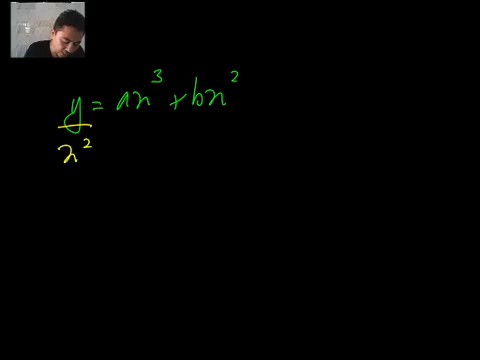 y = ax³ + bx²
x²